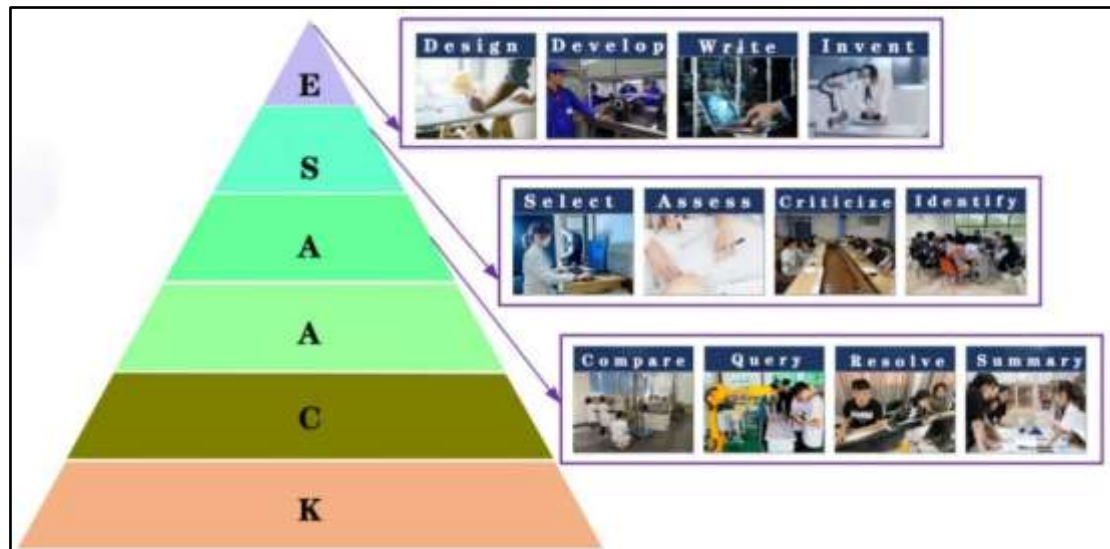 Design Develop Write Invent
E
S
Select Assess Criticize Identify
A
A
Compare Query Resolve Summary
C
K